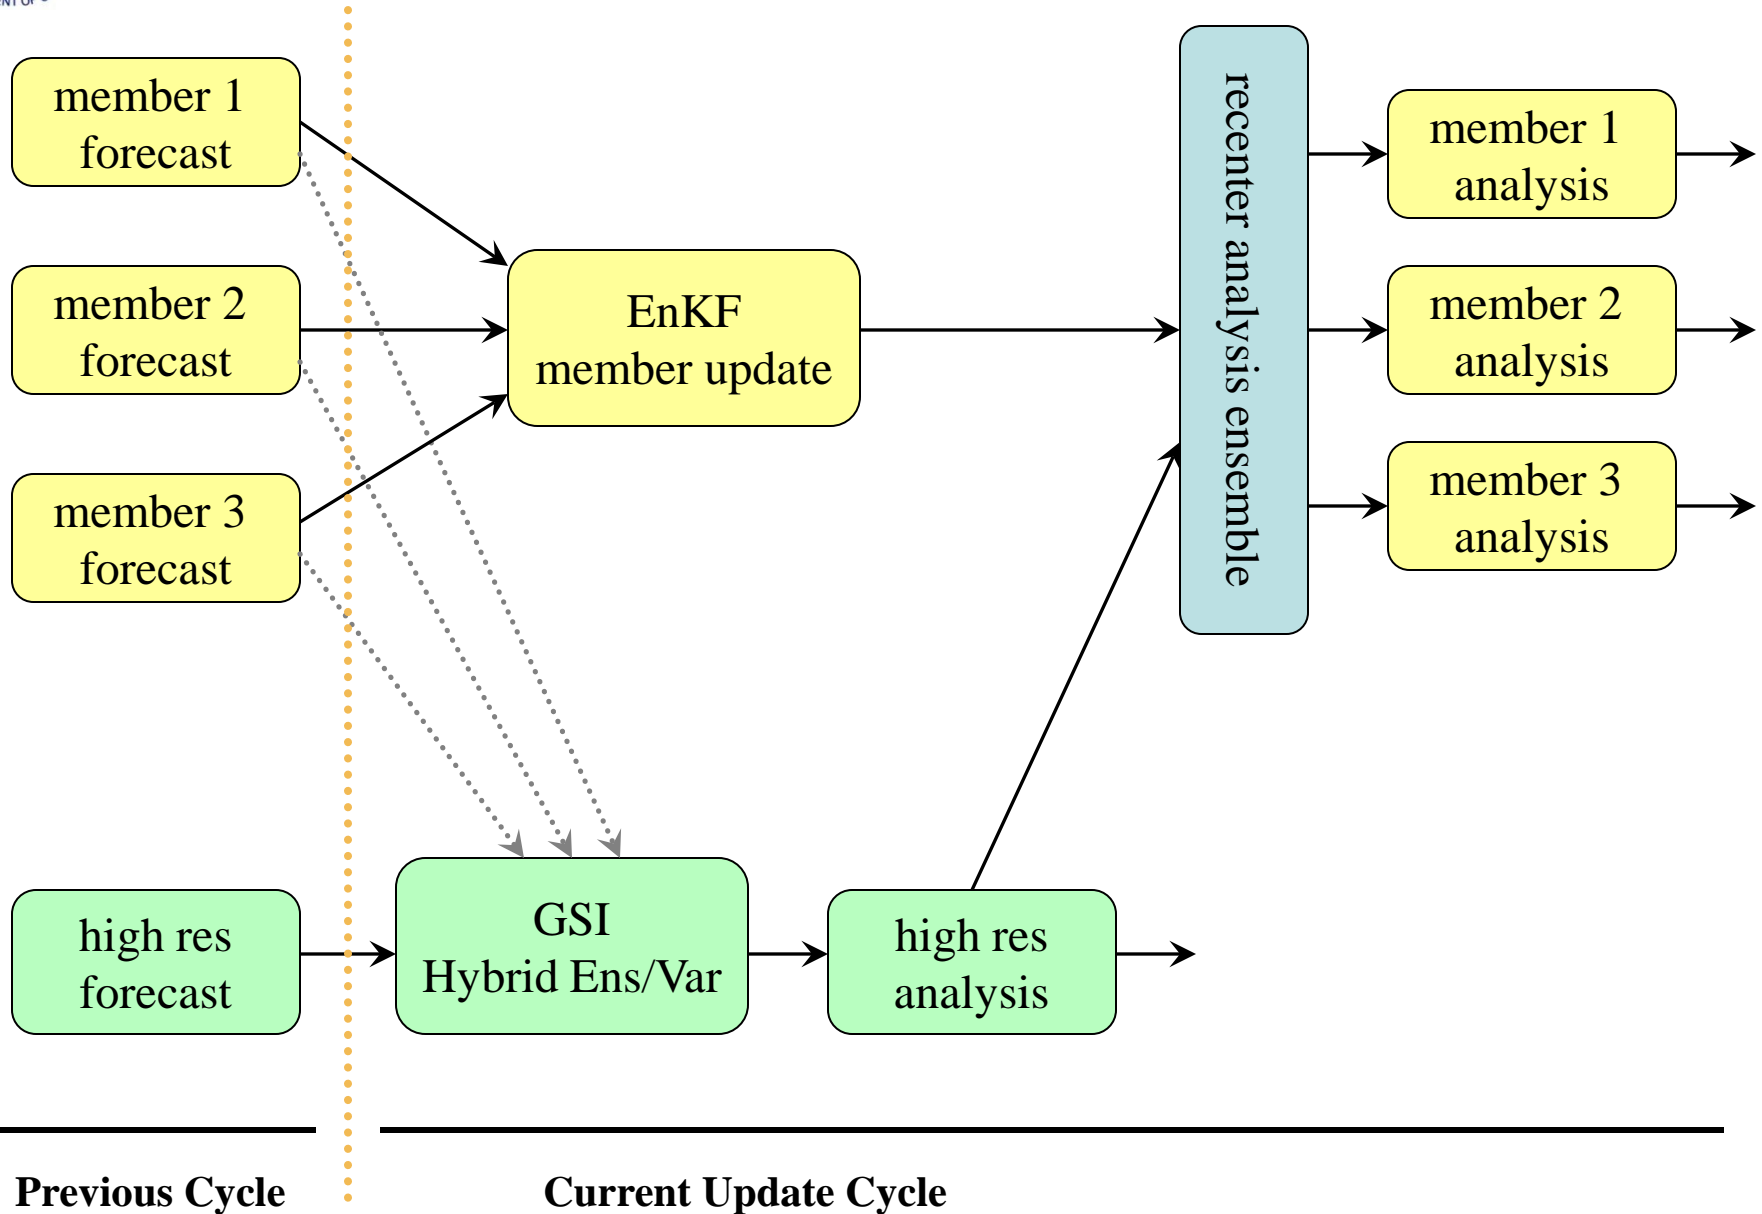 member 1
forecast
member 2
forecast
member 3
forecast
EnKF
member update
recenter analysis ensemble
member 1
analysis
member 2
analysis
member 3
analysis
high res
forecast
GSI
Hybrid Ens/Var
high res
analysis
Previous Cycle
Current Update Cycle